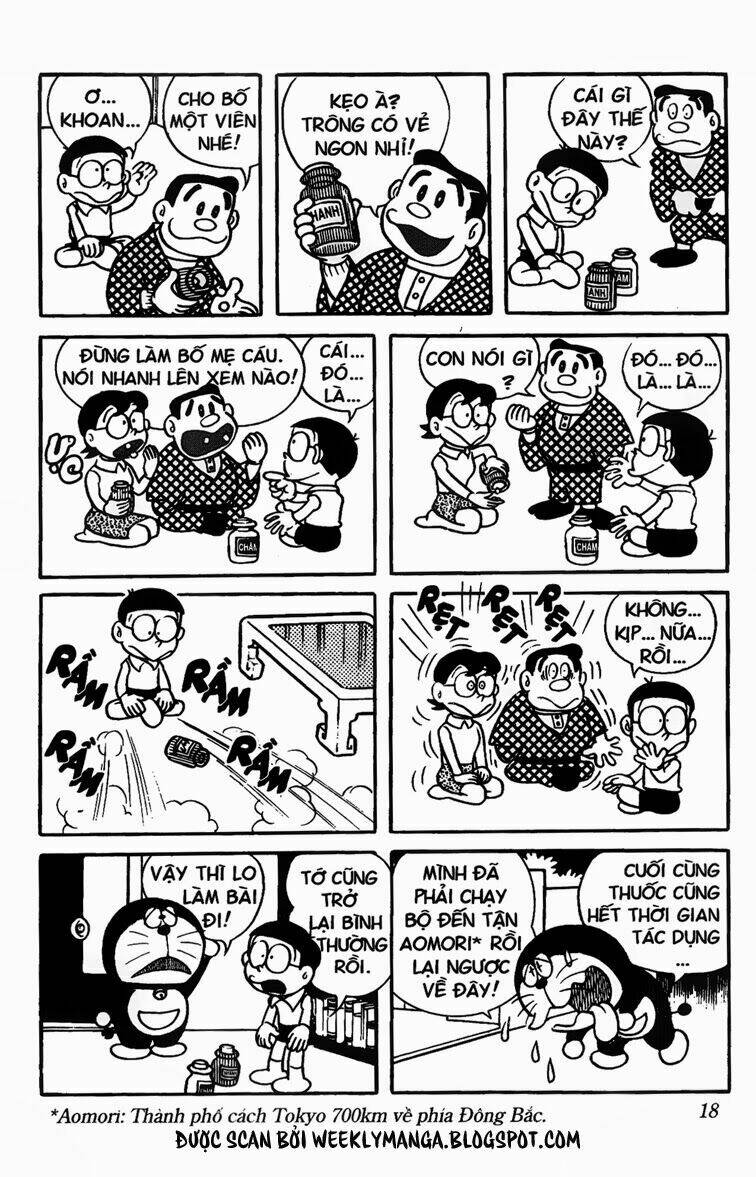 CÁI GÌ
ĐÂY THẾ
NÀY?
ANH
AM
KẸO À?
TRÔNG CÓ VẺ
NGON NHỈ!
HANH
CHO BỐ
MỘT VIÊN
NHÉ!
Ơ...
KHOAN...
ĐÓ... ĐÓ...
LÀ... LÀ...
CON NÓI GÌ
?
CHAM
CÁI...
ĐÓ...
LÀ...
ĐỪNG LÀM BỐ MẸ CÁU.
NÓI NHANH LÊN XEM NÀO!
ỰC
CHẬM
KHÔNG...
KỊP... NỮA...
RỒI...
RẸT
RẸT
RẸT
RẦM
RẦM
RẦM
RẦM
CUỐI CÙNG
THUỐC CŨNG
HẾT THỜI GIAN
TÁC DỤNG
...
MÌNH ĐÃ
PHẢI CHẠY
BỘ ĐẾN TẬN
AOMORI* RỒI
LẠI NGƯỢC
VỀ ĐÂY!
TỚ CŨNG
TRỞ
LẠI BÌNH
THƯỜNG
RỒI.
VẬY THÌ LO
LÀM BÀI
ĐI!
*Aomori: Thành phố cách Tokyo 700km về phía Đông Bắc.
18
ĐƯỢC SCAN BỞI WEEKLYMANGA.BLOGSPOT.COM